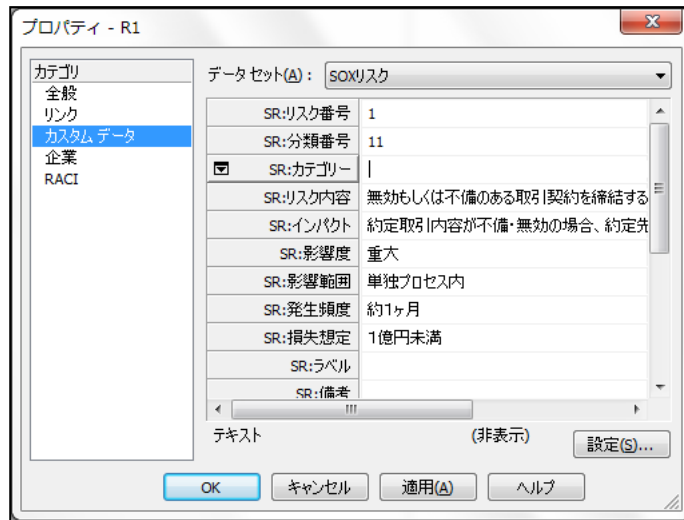 プロパティ - R1
カテゴリ
全般
リンク
カスタム データ
企業
RACI
データ セット(A)： SOXリスク
SR:リスク番号 1
SR:分類番号 11
SR:カテゴリー
SR:リスク内容 無効もしくは不備のある取引契約を締結する
SR:インパクト 約定取引内容が不備・無効の場合、約定先
SR:影響度 重大
SR:影響範囲 単独プロセス内
SR:発生頻度 約1ヶ月
SR:損失想定 1億円未満
SR:ラベル
SR:備考
テキスト (非表示) 設定(S)...
OK キャンセル 適用(A) ヘルプ